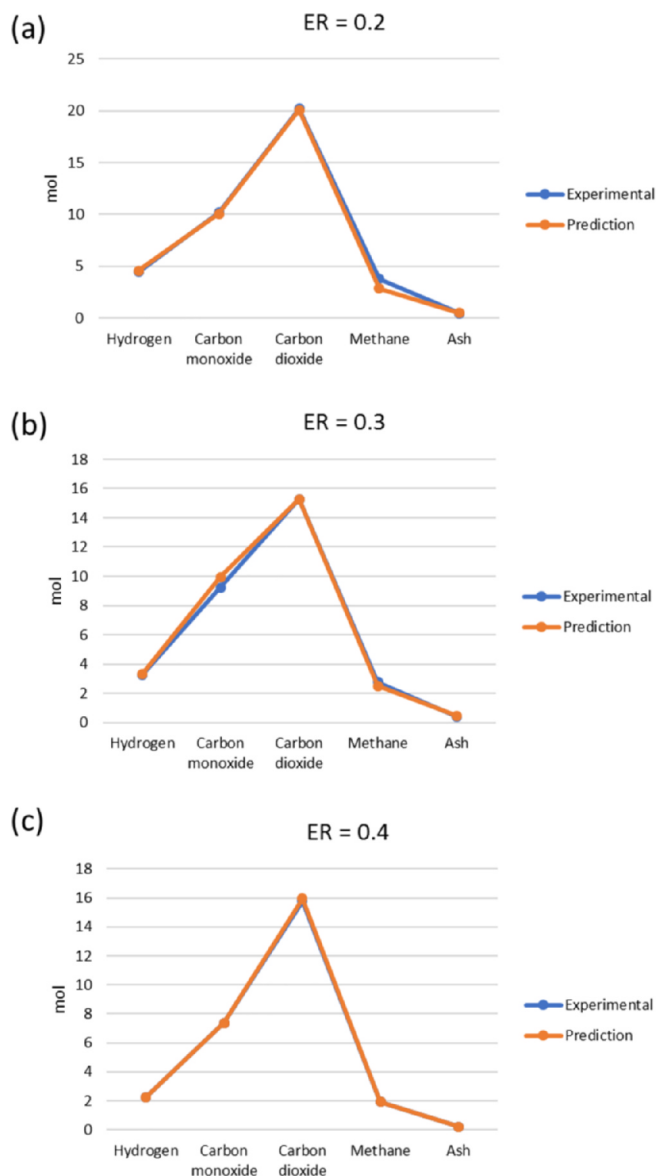 (a)
ER = 0.2
25
20
15
10
5
0
mol
Hydrogen
Carbon
monoxide
Carbon
dioxide
Methane
Ash
Experimental
Prediction
(b)
ER = 0.3
18
16
14
12
10
8
6
4
2
0
mol
Hydrogen
Carbon
monoxide
Carbon
dioxide
Methane
Ash
Experimental
Prediction
(c)
ER = 0.4
18
16
14
12
10
8
6
4
2
0
mol
Hydrogen
Carbon
monoxide
Carbon
dioxide
Methane
Ash
Experimental
Prediction